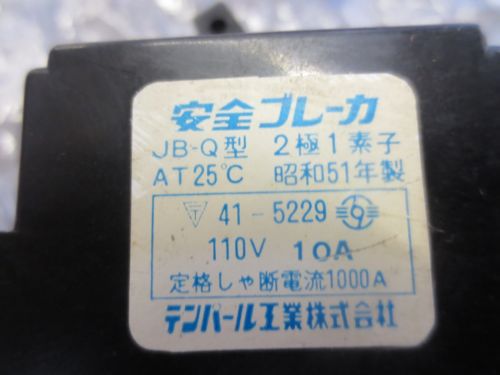 安全ブレーカ
JB-Q型 2極1素子
AT25℃ 昭和51年製
〒 41-5229
110V 10A
定格しゃ断電流1000A
テンパール工業株式会社